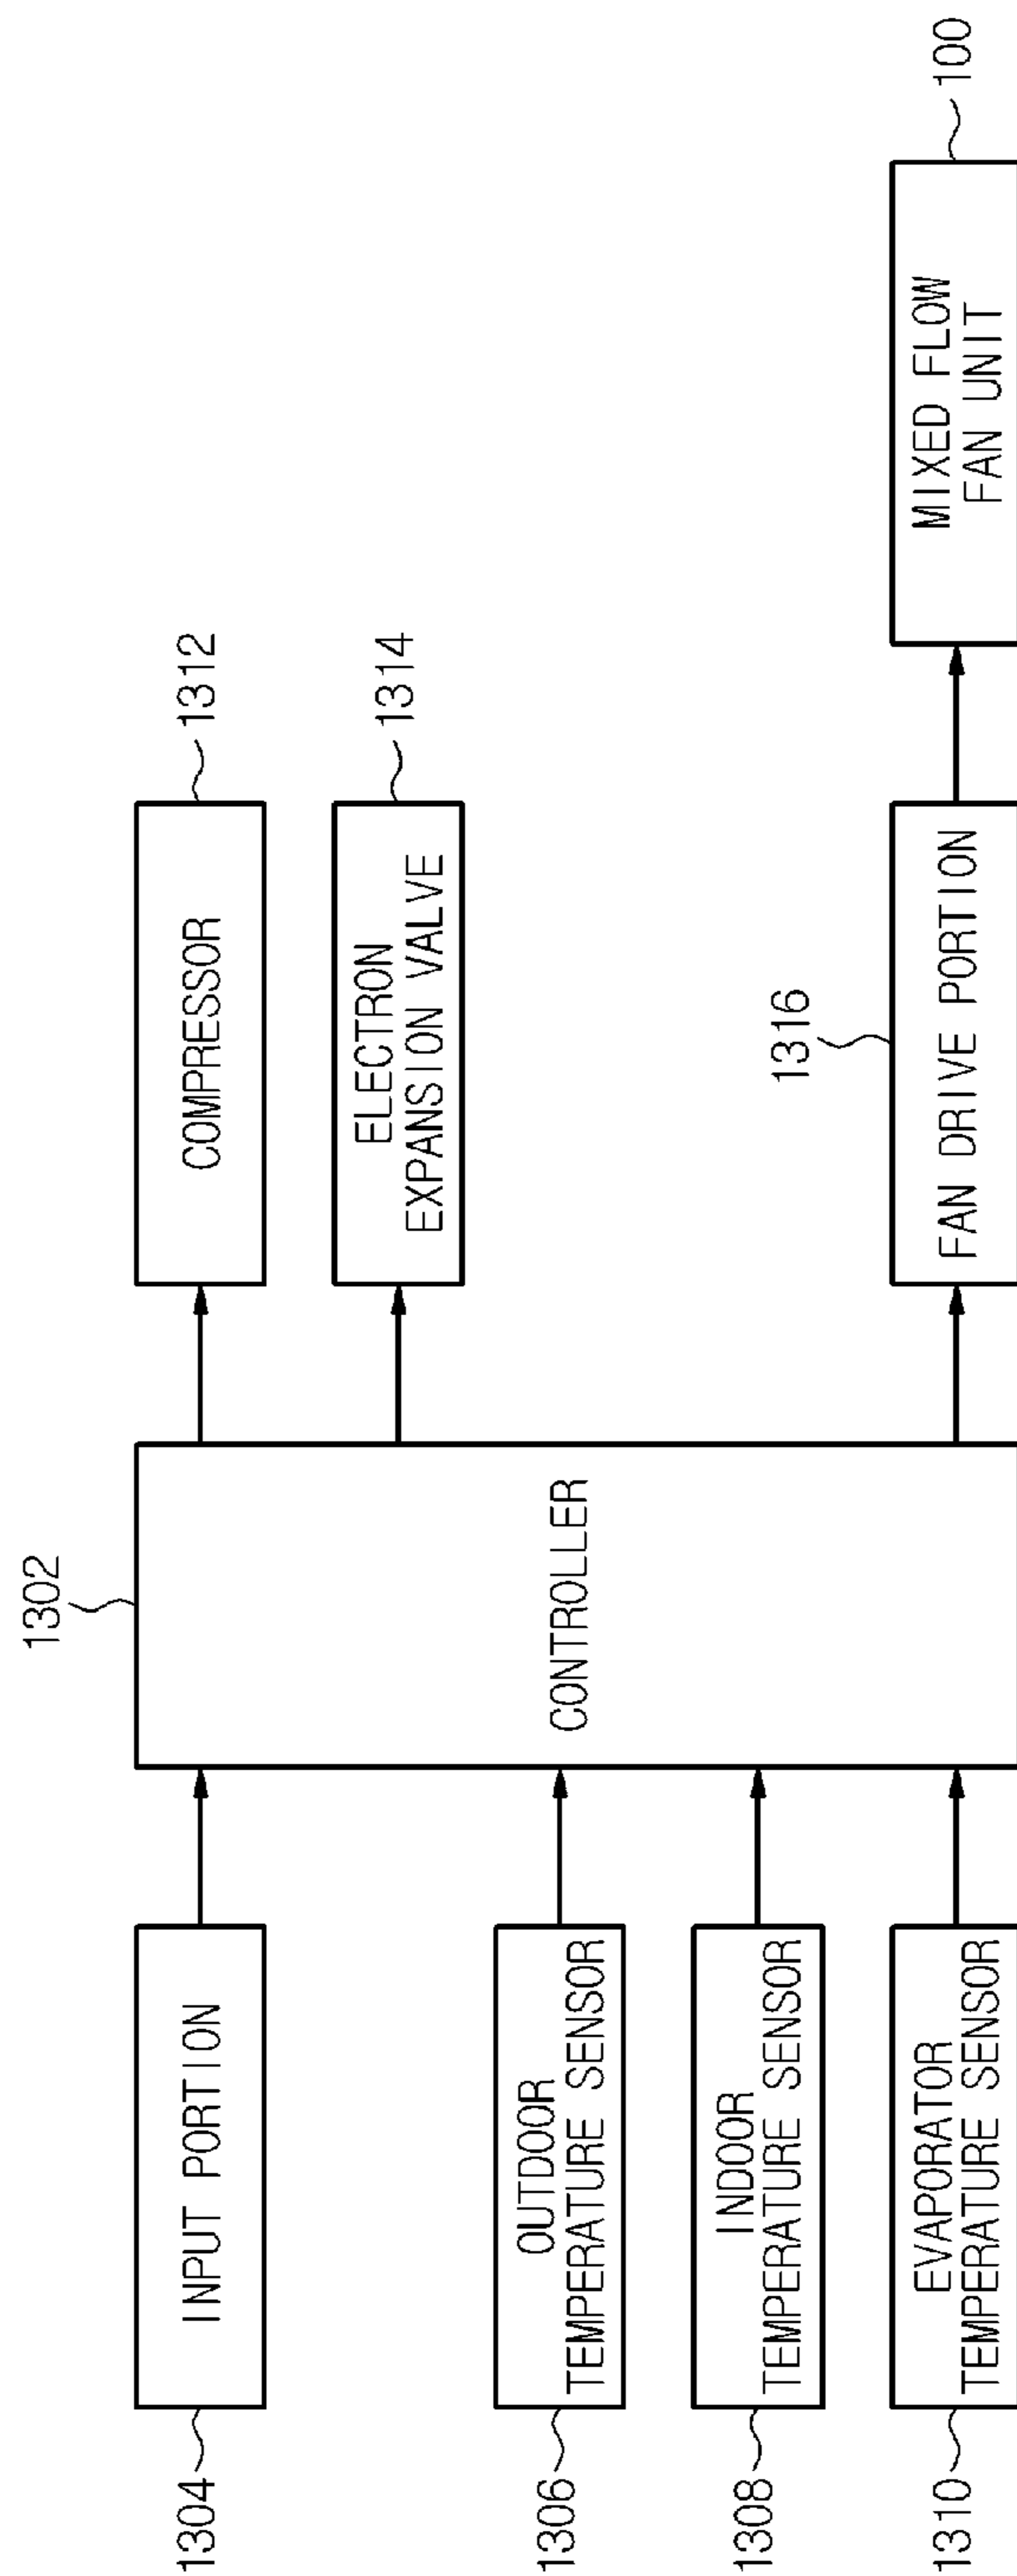 1302
1304
INPUT PORTION
CONTROLLER
COMPRESSOR
1312
ELECTRON
EXPANSION VALVE
1314
1306
OUTDOOR
TEMPERATURE SENSOR
1308
INDOOR
TEMPERATURE SENSOR
1310
EVAPORATOR
TEMPERATURE SENSOR
1316
FAN DRIVE PORTION
MIXED FLOW
FAN UNIT
100